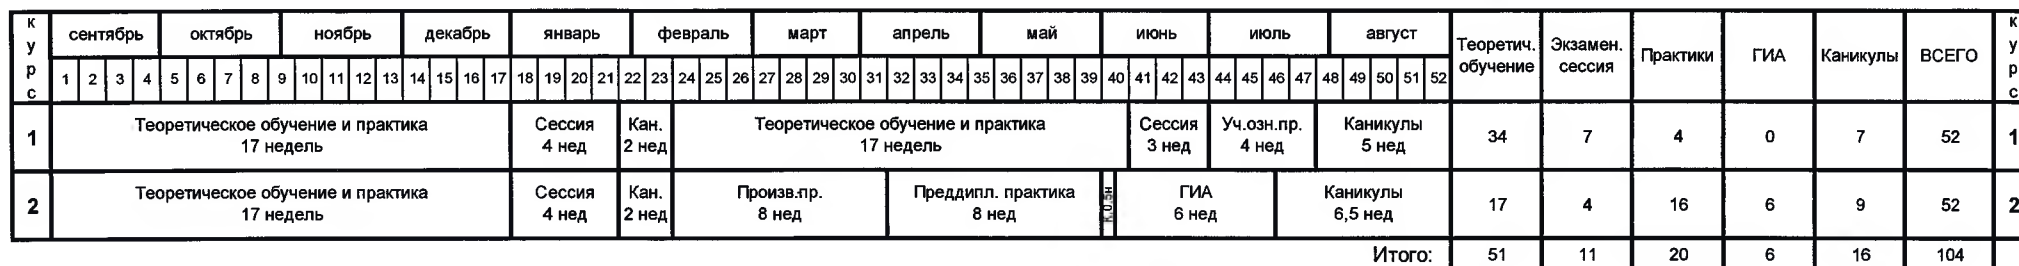 курс сентябрь октябрь ноябрь декабрь январь февраль март апрель май июнь июль август Теоретич. обучение Экзамен. сессия Практики ГИА Каникулы ВСЕГО курс
1 2 3 4 5 6 7 8 9 10 11 12 13 14 15 16 17 18 19 20 21 22 23 24 25 26 27 28 29 30 31 32 33 34 35 36 37 38 39 40 41 42 43 44 45 46 47 48 49 50 51 52
1 Теоретическое обучение и практика 17 недель Сессия 4 нед Кан. 2 нед Теоретическое обучение и практика 17 недель Сессия 3 нед Уч.озн.пр. 4 нед Каникулы 5 нед 34 7 4 0 7 52 1
2 Теоретическое обучение и практика 17 недель Сессия 4 нед Кан. 2 нед Произв.пр. 8 нед Преддипл. практика 8 нед К.0.5н ГИА 6 нед Каникулы 6,5 нед 17 4 16 6 9 52 2
Итого: 51 11 20 6 16 104